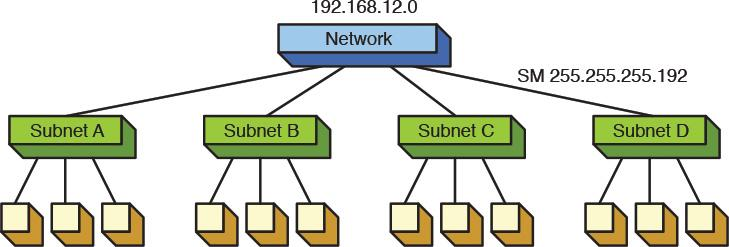 192.168.12.0
Network
SM 255.255.255.192
Subnet A
Subnet B
Subnet C
Subnet D